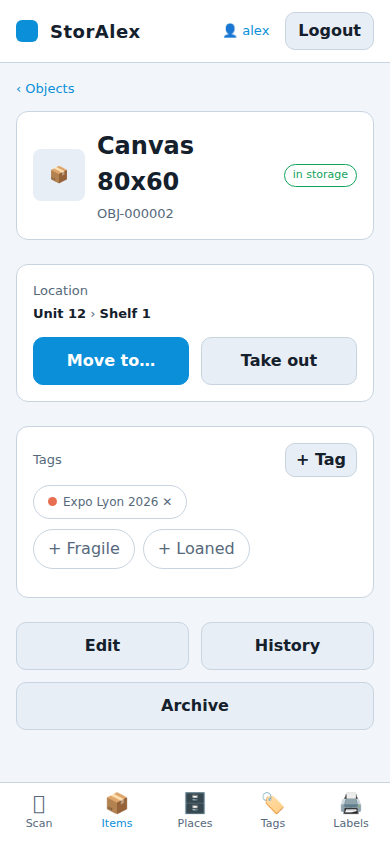 StorAlex
alex
Logout
‹ Objects
Canvas
80x60
OBJ-000002
in storage
Location
Unit 12 › Shelf 1
Move to…
Take out
Tags
+ Tag
Expo Lyon 2026 ✕
+ Fragile
+ Loaned
Edit
History
Archive
Scan
Items
Places
Tags
Labels